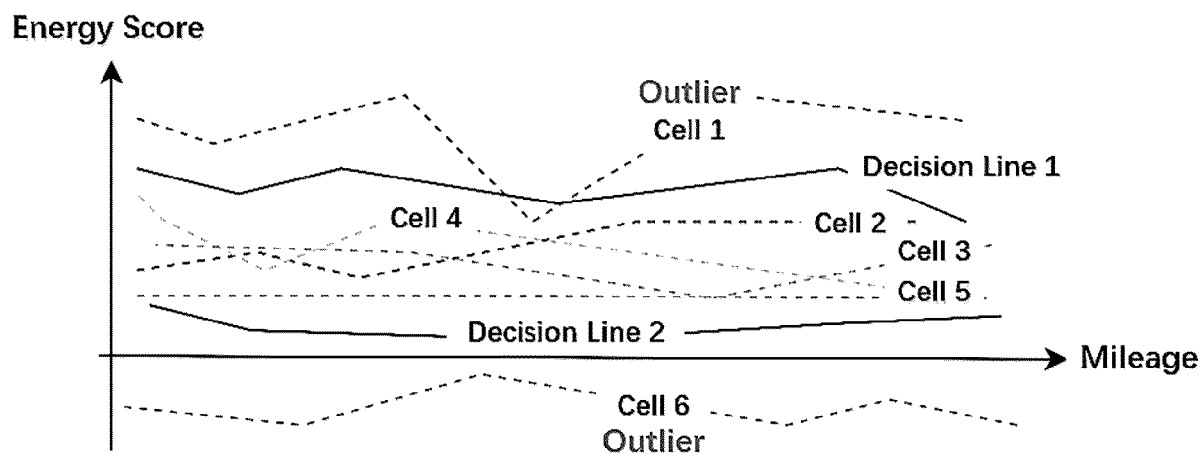 Energy Score
Outlier
Cell 1
Decision Line 1
Cell 4
Cell 2
Cell 3
Cell 5
Decision Line 2
Mileage
Cell 6
Outlier